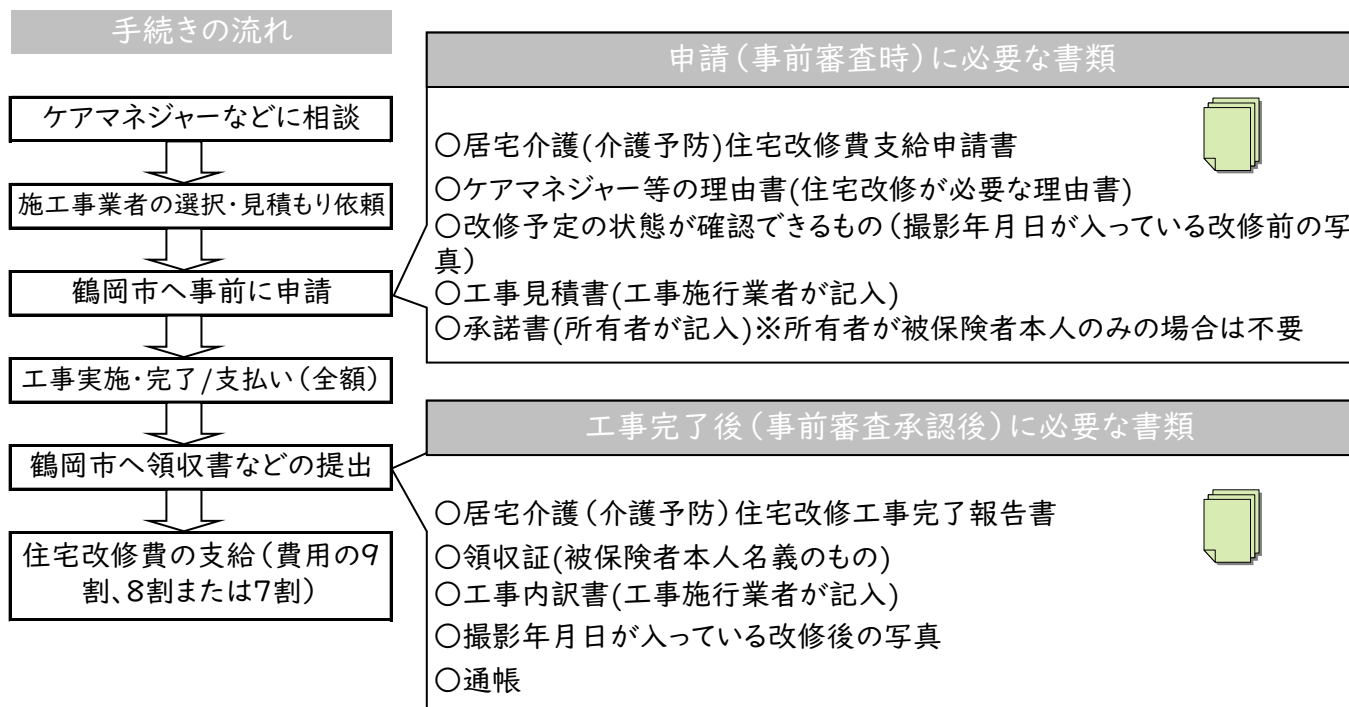 手続きの流れ
ケアマネジャーなどに相談
施工事業者の選択・見積もり依頼
鶴岡市へ事前に申請
工事実施・完了/支払い(全額)
鶴岡市へ領収書などの提出
住宅改修費の支給(費用の9
割、8割または7割)
申請(事前審査時)に必要な書類
〇居宅介護(介護予防)住宅改修費支給申請書
〇ケアマネジャー等の理由書(住宅改修が必要な理由書)
〇改修予定の状態が確認できるもの(撮影年月日が入っている改修前の写
真)
〇工事見積書(工事施行業者が記入)
〇承諾書(所有者が記入)※所有者が被保険者本人のみの場合は不要
工事完了後(事前審査承認後)に必要な書類
〇居宅介護(介護予防)住宅改修工事完了報告書
〇領収証(被保険者本人名義のもの)
〇工事内訳書(工事施行業者が記入)
〇撮影年月日が入っている改修後の写真
〇通帳